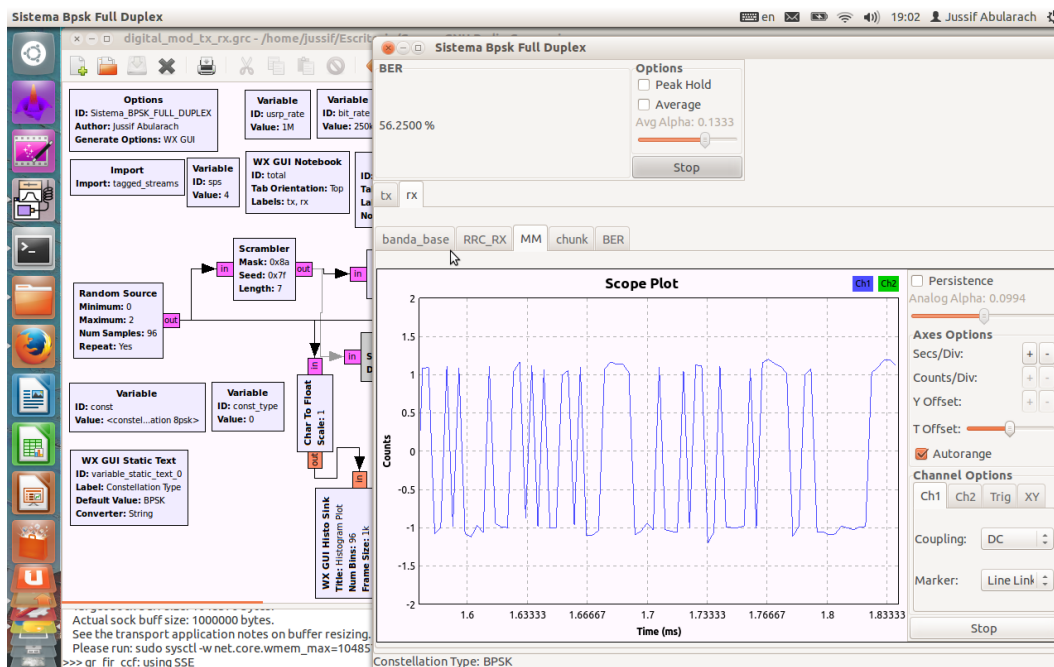 Sistema Bpsk Full Duplex
en
19:02
Jussif Abularach
digital_mod_tx_rx.grc - /home/jussif/Escrit
Sistema Bpsk Full Duplex
Options
ID: Sistema_BPSK_FULL_DUPLEX
Author: Jussif Abularach
Generate Options: WX GUI
Variable
ID: usrp_rate
Value: 1M
Variable
ID: bit_rate
Value: 250k
Import
Import: tagged_streams
Variable
ID: sps
Value: 4
WX GUI Notebook
ID: total
Tab Orientation: Top
Labels: tx, rx
ID:
Ta
La
No
Scrambler
Mask: 0x8a
Seed: 0x7f
Length: 7
in
out
in
Random Source
Minimum: 0
Maximum: 2
Num Samples: 96
Repeat: Yes
out
in
S
D
in
Char To Float
Scale: 1
out
Variable
ID: const
Value: <constel...ation 8psk>
Variable
ID: const_type
Value: 0
WX GUI Static Text
ID: variable_static_text_0
Label: Constellation Type
Default Value: BPSK
Converter: String
in
WX GUI Histo Sink
Title: Histogram Plot
Num Bins: 96
Frame Size: 1k
Actual sock buff size: 1000000 bytes.
See the transport application notes on buffer resizing.
Please run: sudo sysctl -w net.core.wmem_max=10485
>>> gr_fir_ccf: using SSE
BER
56.2500 %
Options
Peak Hold
Average
Avg Alpha: 0.1333
Stop
tx
rx
banda_base
RRC_RX
MM
chunk
BER
Scope Plot
Ch1
Ch2
2
1.5
1
0.5
0
-0.5
-1
-1.5
-2
Counts
1.6
1.63333
1.66667
1.7
1.73333
1.76667
1.8
1.83333
Time (ms)
Persistence
Analog Alpha: 0.0994
Axes Options
Secs/Div:
+
-
Counts/Div:
+
-
Y Offset:
+
-
T Offset:
Autorange
Channel Options
Ch1
Ch2
Trig
XY
Coupling:
DC
Marker:
Line Link
Stop
Constellation Type: BPSK